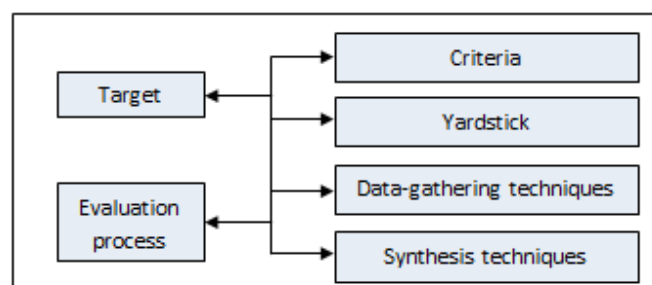 Target
Evaluation
process
Criteria
Yardstick
Data-gathering techniques
Synthesis techniques